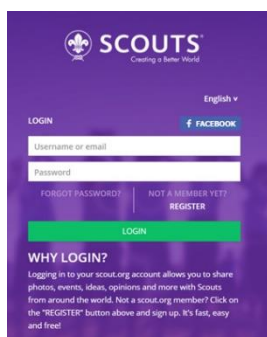 SCOUTS
Creating a Better World
English
LOGIN
f FACEBOOK
Username or email
Password
FORGOT PASSWORD?
NOT A MEMBER YET?
REGISTER
LOGIN
WHY LOGIN?
Logging in to your scout.org account allows you to share
photos, events, ideas, opinions and more with Scouts
from around the world. Not a scout.org member? Click on
the "REGISTER" button above and sign up. It's fast, easy
and free!